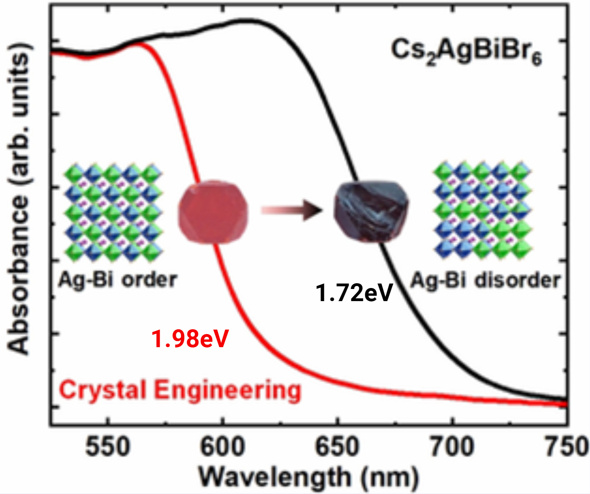 Cs₂AgBiBr₆
Absorbance (arb. units)
Ag-Bi order
Ag-Bi disorder
1.72eV
1.98eV
Crystal Engineering
550 600 650 700 750
Wavelength (nm)